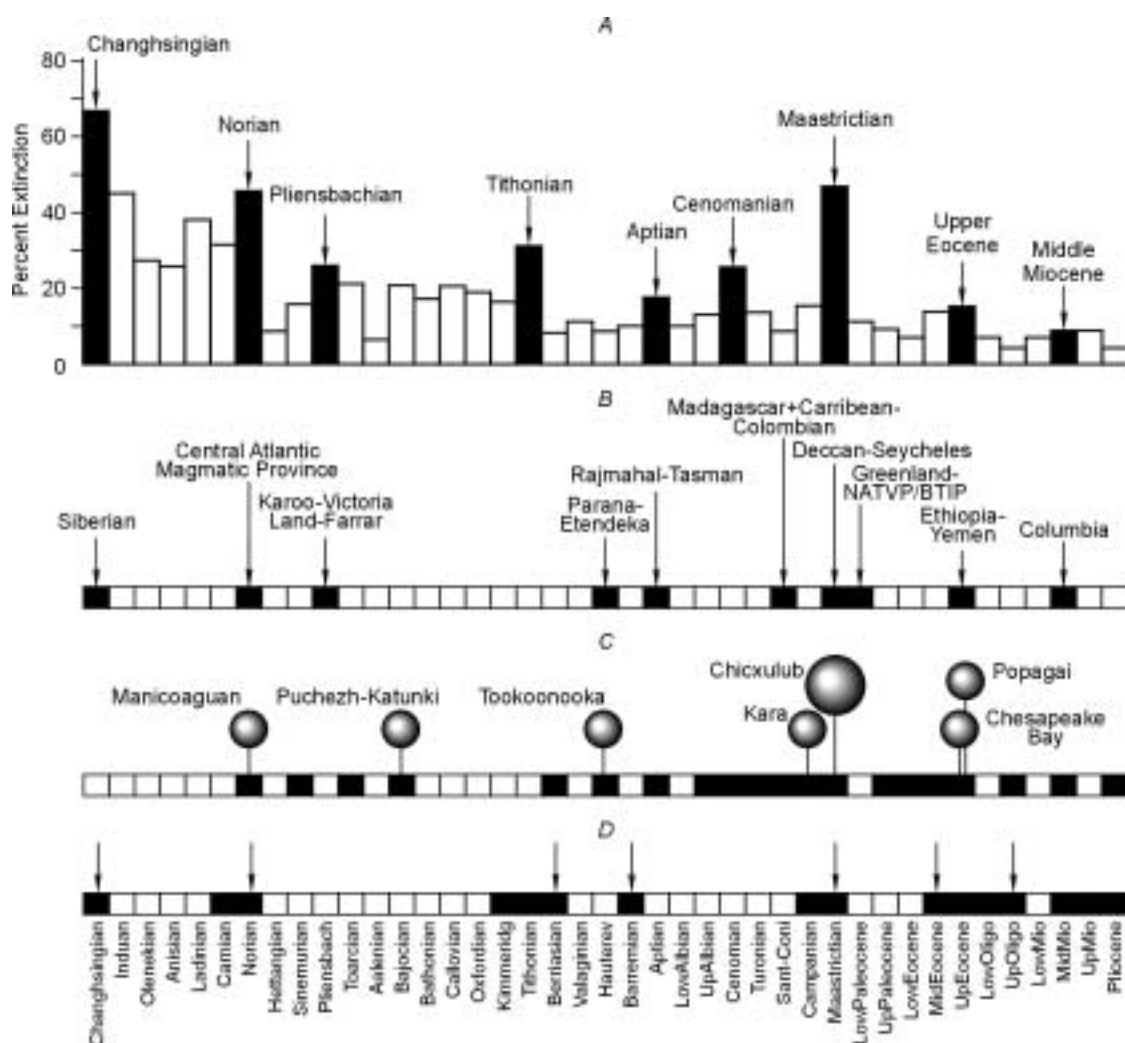 A
Changhsingian
Norian
Pliensbachian
Tithonian
Aptian
Cenomanian
Maastrictian
Upper
Eocene
Middle
Miocene
Percent Extinction
80
60
40
20
0
B
Siberian
Central Atlantic
Magmatic Province
Karoo-Victoria
Land-Farrar
Parana-
Etendeka
Rajmahal-Tasman
Madagascar+Carribean-
Colombian
Deccan-Seycheles
Greenland-
NATVP/BTIP
Ethiopia-
Yemen
Columbia
C
Manicoaguan
Puchezh-Katunki
Tookoonooka
Chicxulub
Kara
Popagai
Chesapeake
Bay
D
Changhsingian
Induan
Olenekian
Anisian
Ladinian
Carnian
Norian
Hettangian
Sinemurian
Pliensbach
Toarcian
Aalenian
Bajocian
Bathonian
Callovian
Oxfordian
Kimmeridg
Tithonian
Berriasian
Valaginian
Hauterev
Barremian
Aptian
LowAlbian
UpAlbian
Cenoman
Turonian
Sant-Coni
Campanian
Maastrictian
LowPaleocene
UpPaleocene
LowEocene
MidEocene
UpEocene
LowOligo
UpOligo
LowMio
MidMio
UpMio
Pliocene